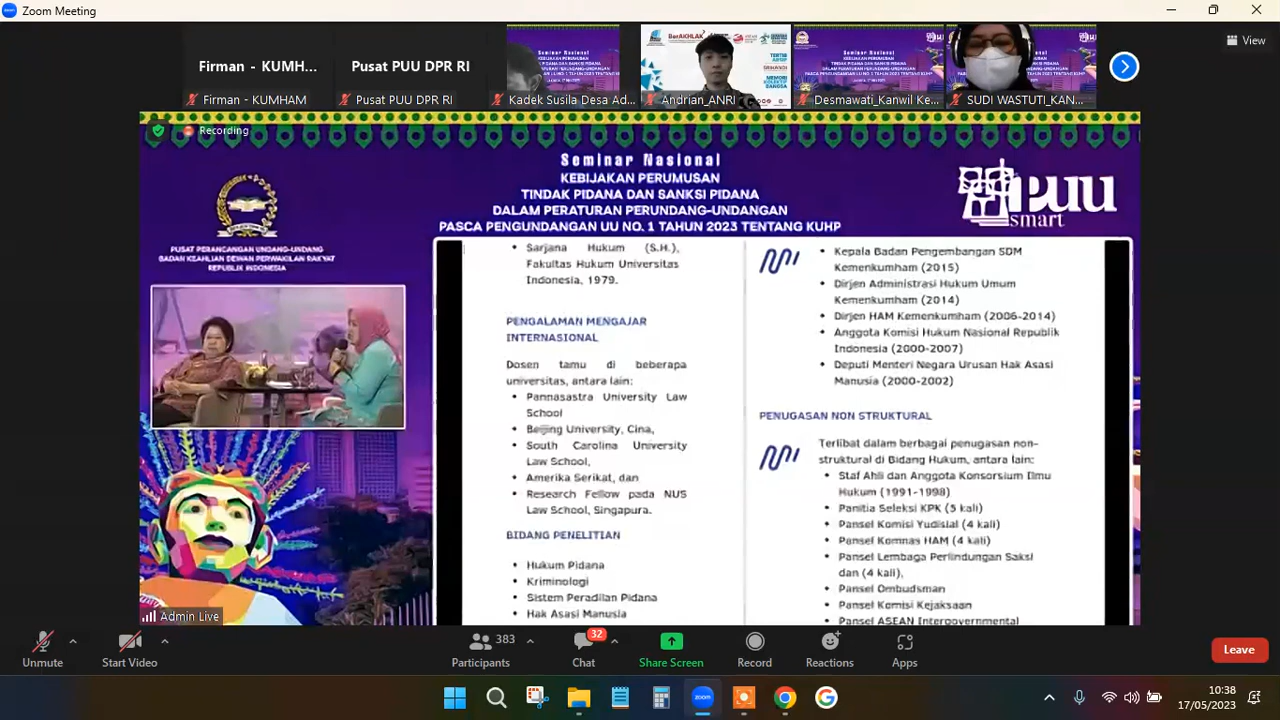 Zoom Meeting
Firman - KUMH...
Pusat PUU DPR RI
View
Firman - KUMHAM
Pusat PUU DPR RI
Kadek Susila Desa Ad...
Andrian_ANRI
Desmawati_Kanwil Ke...
SUDI WASTUTI_KAN...
BerAKHLAK
Recording
Seminar Nasional
KEBIJAKAN PERUMUSAN
TINDAK PIDANA DAN SANKSI PIDANA
DALAM PERATURAN PERUNDANG-UNDANGAN
PASCA PENGUNDANGAN UU NO. 1 TAHUN 2023 TENTANG KUHP
PUU
smart
PUSAT PERANCANGAN UNDANG-UNDANG
BADAN KEAHLIAN DEWAN PERWAKILAN RAKYAT
REPUBLIK INDONESIA
• Sarjana Hukum (S.H.),
Fakultas Hukum Universitas
Indonesia, 1979.
PENGALAMAN MENGAJAR
INTERNASIONAL
Dosen tamu di beberapa
universitas, antara lain:
• Pannasastra University Law
School
• Beijing University, Cina,
• South Carolina University
Law School,
• Amerika Serikat, dan
• Research Fellow pada NUS
Law School, Singapura.
BIDANG PENELITIAN
• Hukum Pidana
• Kriminologi
• Sistem Peradilan Pidana
• Hak Asasi Manusia
• Kepala Badan Pengembangan SDM
Kemenkumham (2015)
• Dirjen Administrasi Hukum Umum
Kemenkumham (2014)
• Dirjen HAM Kemenkumham (2006-2014)
• Anggota Komisi Hukum Nasional Republik
Indonesia (2000-2007)
• Deputi Menteri Negara Urusan Hak Asasi
Manusia (2000-2002)
PENUGASAN NON STRUKTURAL
Terlibat dalam berbagai penugasan non-
struktural di Bidang Hukum, antara lain:
• Staf Ahli dan Anggota Konsorsium Ilmu
Hukum (1991-1998)
• Panitia Seleksi KPK (5 kali)
• Pansel Komisi Yudisial (4 kali)
• Pansel Komnas HAM (4 kali)
• Pansel Lembaga Perlindungan Saksi
dan (4 kali),
• Pansel Ombudsman
• Pansel Komisi Kejaksaan
• Pansel ASEAN Intergovernmental
Admin Live
Unmute
Start Video
383
Participants
32
Chat
Share Screen
Record
Reactions
Apps
Leave
zoom
10:38
17/05/2023